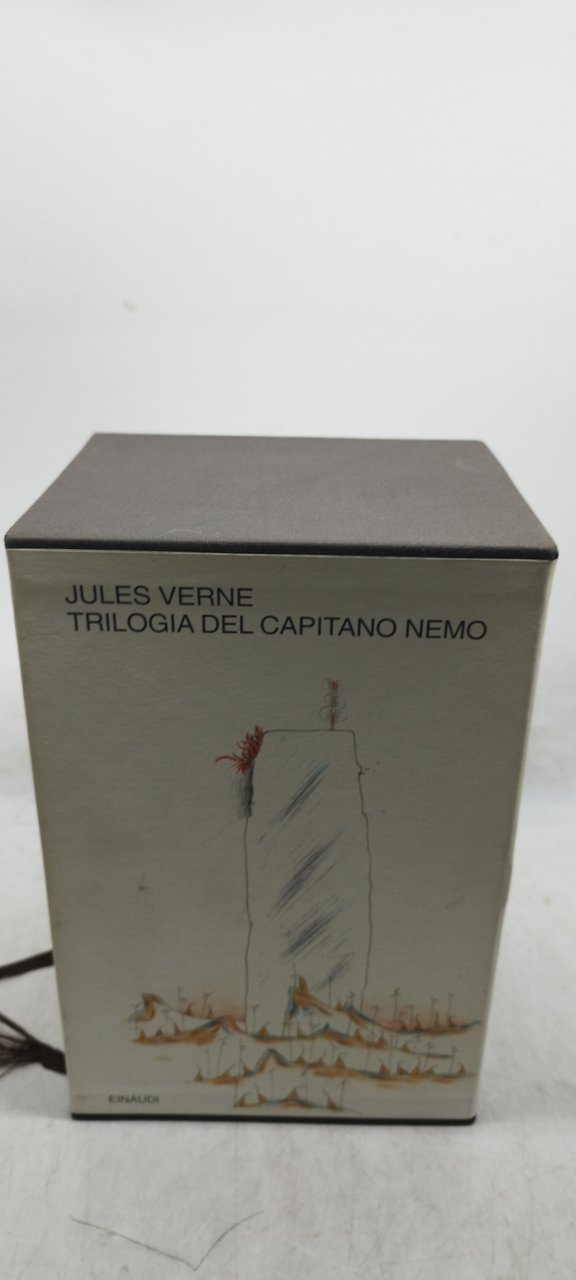 JULES VERNE
TRILOGIA DEL CAPITANO NEMO
EINAUDI